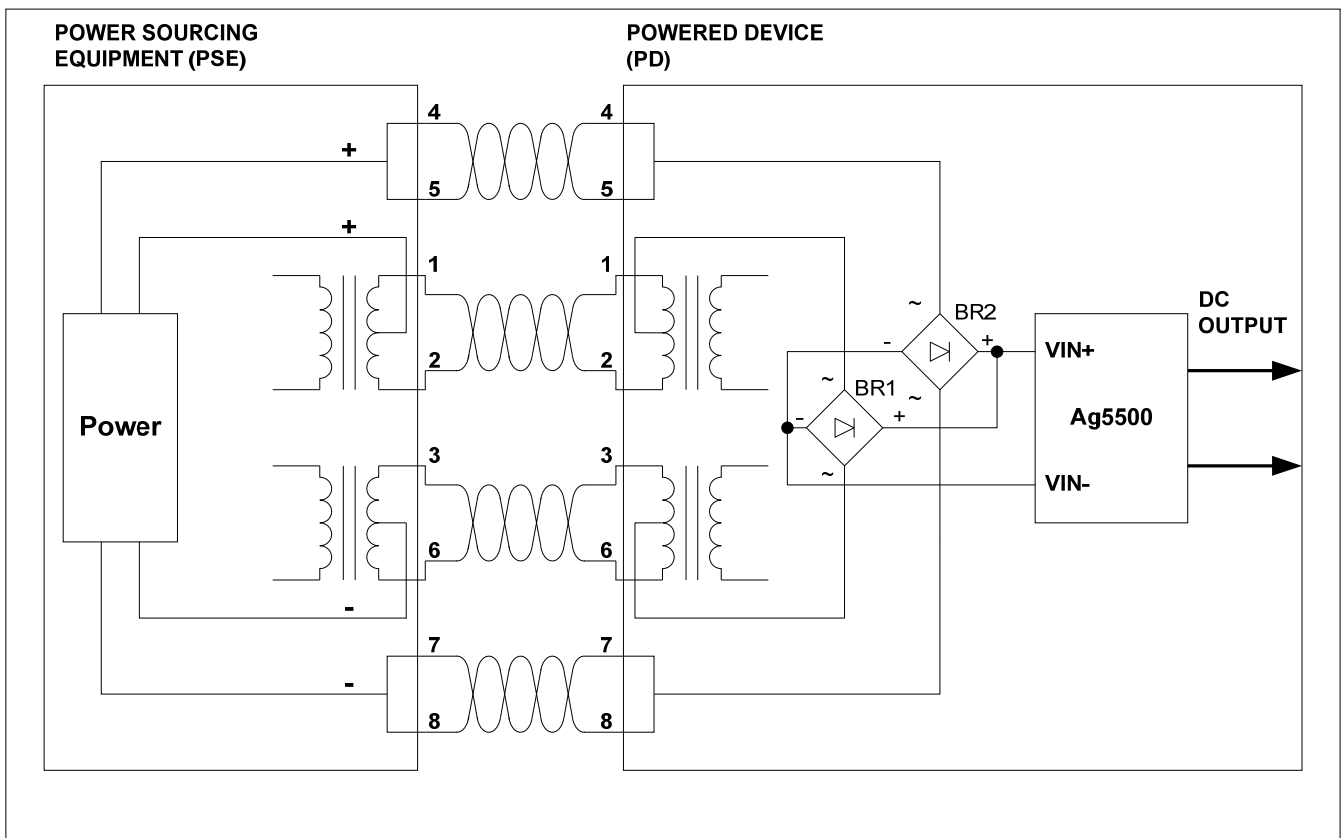 POWER SOURCING
EQUIPMENT (PSE)
POWERED DEVICE
(PD)
4
4
+
5
5
+
1
1
2
2
~
BR2
-
+
DC
OUTPUT
VIN+
~
BR1
~
-
+
Ag5500
Power
~
3
3
VIN-
6
6
-
7
7
-
8
8